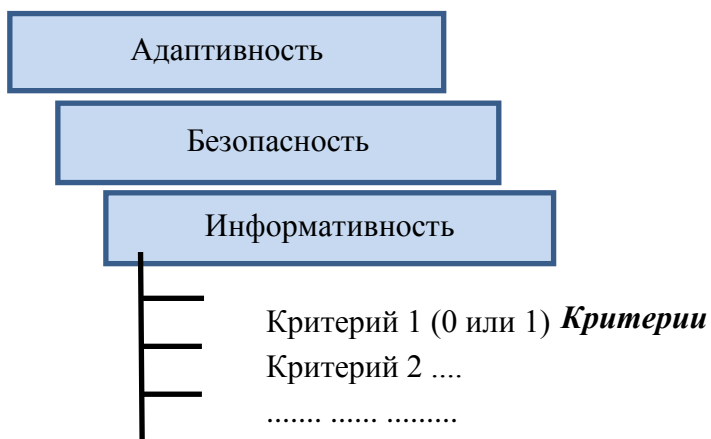 Адаптивность
Безопасность
Информативность
Критерий 1 (0 или 1) Критерии
Критерий 2 ....
....... ...... .........